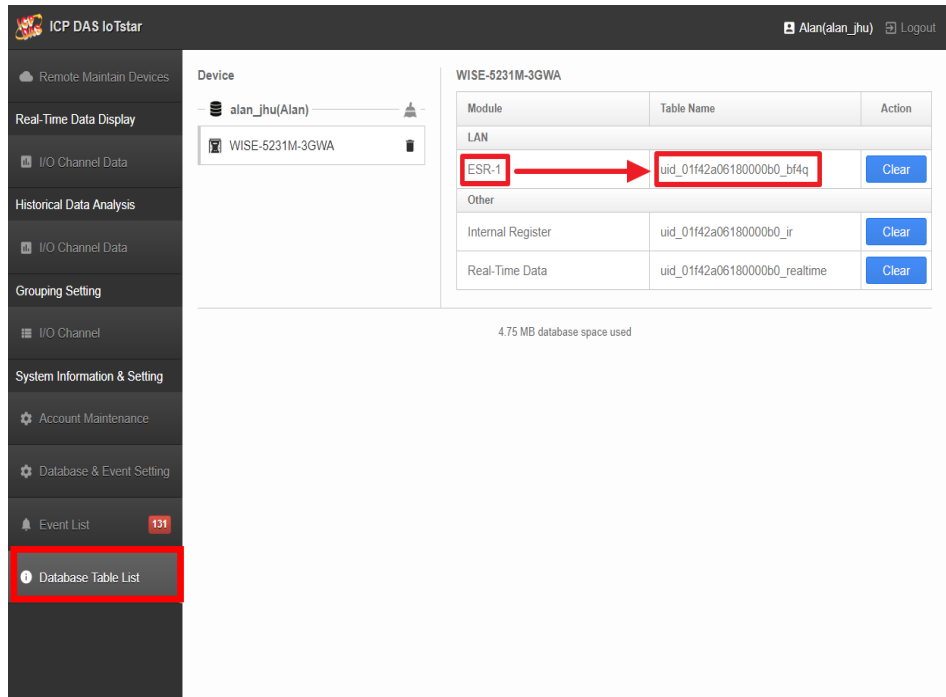 ICP DAS IoTstar
Alan(alan_jhu) Logout
Remote Maintain Devices
Real-Time Data Display
I/O Channel Data
Historical Data Analysis
I/O Channel Data
Grouping Setting
I/O Channel
System Information & Setting
Account Maintenance
Database & Event Setting
Event List 131
Database Table List
Device
alan_jhu(Alan)
WISE-5231M-3GWA
WISE-5231M-3GWA
Module Table Name Action
LAN
ESR-1 uid_01f42a06180000b0_bf4q Clear
Other
Internal Register uid_01f42a06180000b0_ir Clear
Real-Time Data uid_01f42a06180000b0_realtime Clear
4.75 MB database space used